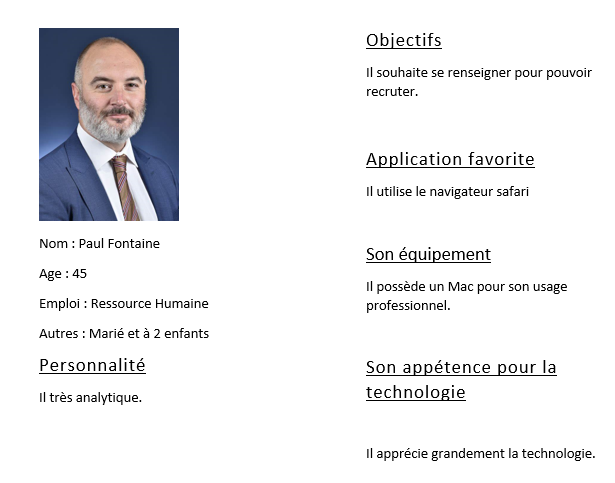 Nom : Paul Fontaine
Age : 45
Emploi : Ressource Humaine
Autres : Marié et à 2 enfants
Personnalité
Il très analytique.
Objectifs
Il souhaite se renseigner pour pouvoir
recruter.
Application favorite
Il utilise le navigateur safari
Son équipement
Il possède un Mac pour son usage
professionnel.
Son appétence pour la
technologie
Il apprécie grandement la technologie.